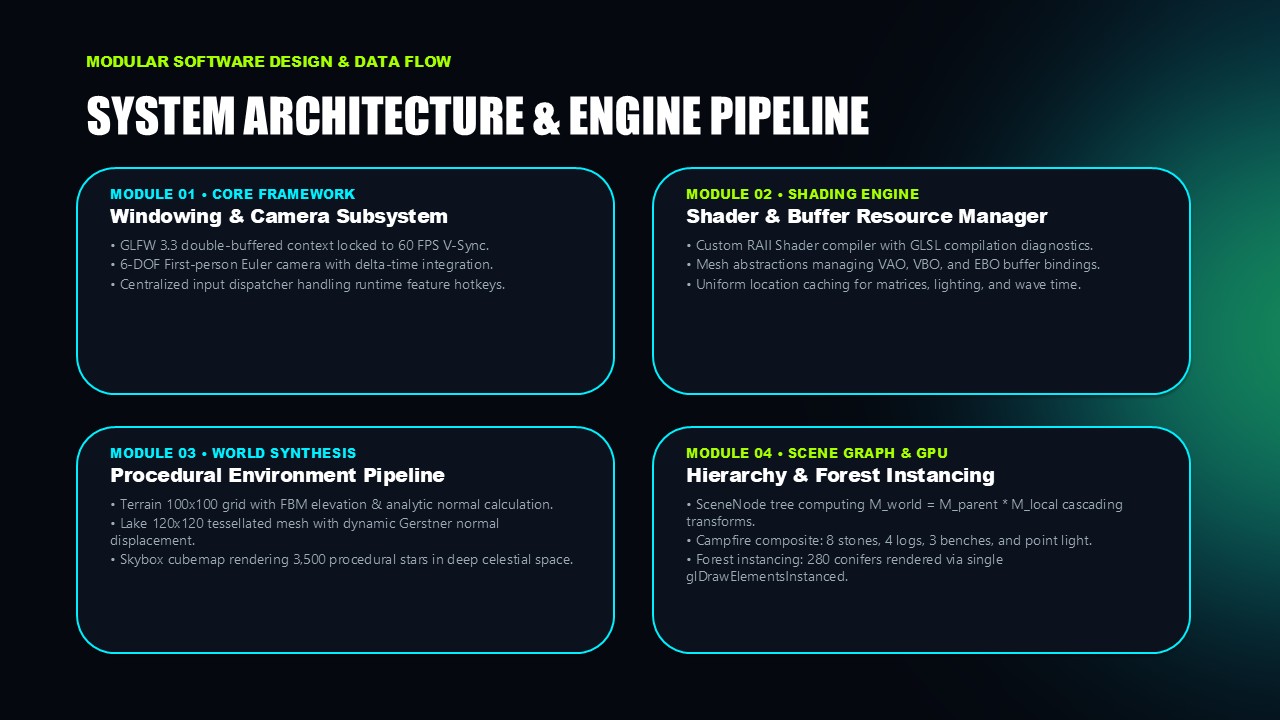 MODULAR SOFTWARE DESIGN & DATA FLOW
SYSTEM ARCHITECTURE & ENGINE PIPELINE
MODULE 01 • CORE FRAMEWORK
Windowing & Camera Subsystem
• GLFW 3.3 double-buffered context locked to 60 FPS V-Sync.
• 6-DOF First-person Euler camera with delta-time integration.
• Centralized input dispatcher handling runtime feature hotkeys.
MODULE 02 • SHADING ENGINE
Shader & Buffer Resource Manager
• Custom RAII Shader compiler with GLSL compilation diagnostics.
• Mesh abstractions managing VAO, VBO, and EBO buffer bindings.
• Uniform location caching for matrices, lighting, and wave time.
MODULE 03 • WORLD SYNTHESIS
Procedural Environment Pipeline
• Terrain 100x100 grid with FBM elevation & analytic normal calculation.
• Lake 120x120 tessellated mesh with dynamic Gerstner normal
displacement.
• Skybox cubemap rendering 3,500 procedural stars in deep celestial space.
MODULE 04 • SCENE GRAPH & GPU
Hierarchy & Forest Instancing
• SceneNode tree computing M_world = M_parent * M_local cascading
transforms.
• Campfire composite: 8 stones, 4 logs, 3 benches, and point light.
• Forest instancing: 280 conifers rendered via single
glDrawElementsInstanced.